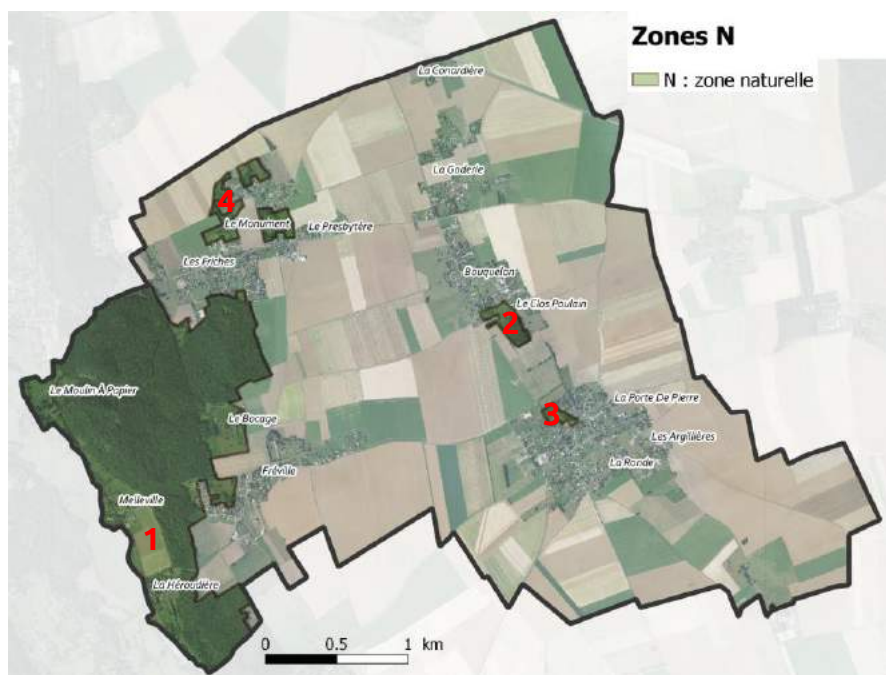 Zones N
N : zone naturelle
La Conardière
La Gaderie
4
Le Monument
Le Presbytère
Les Friches
Bouquelon
Le Clos Poulain
2
Le Moulin À Papier
La Porte De Pierre
3
Le Bocage
Les Argillières
Fréville
La Ronde
Melleville
1
La Héroudière
0 0.5 1 km